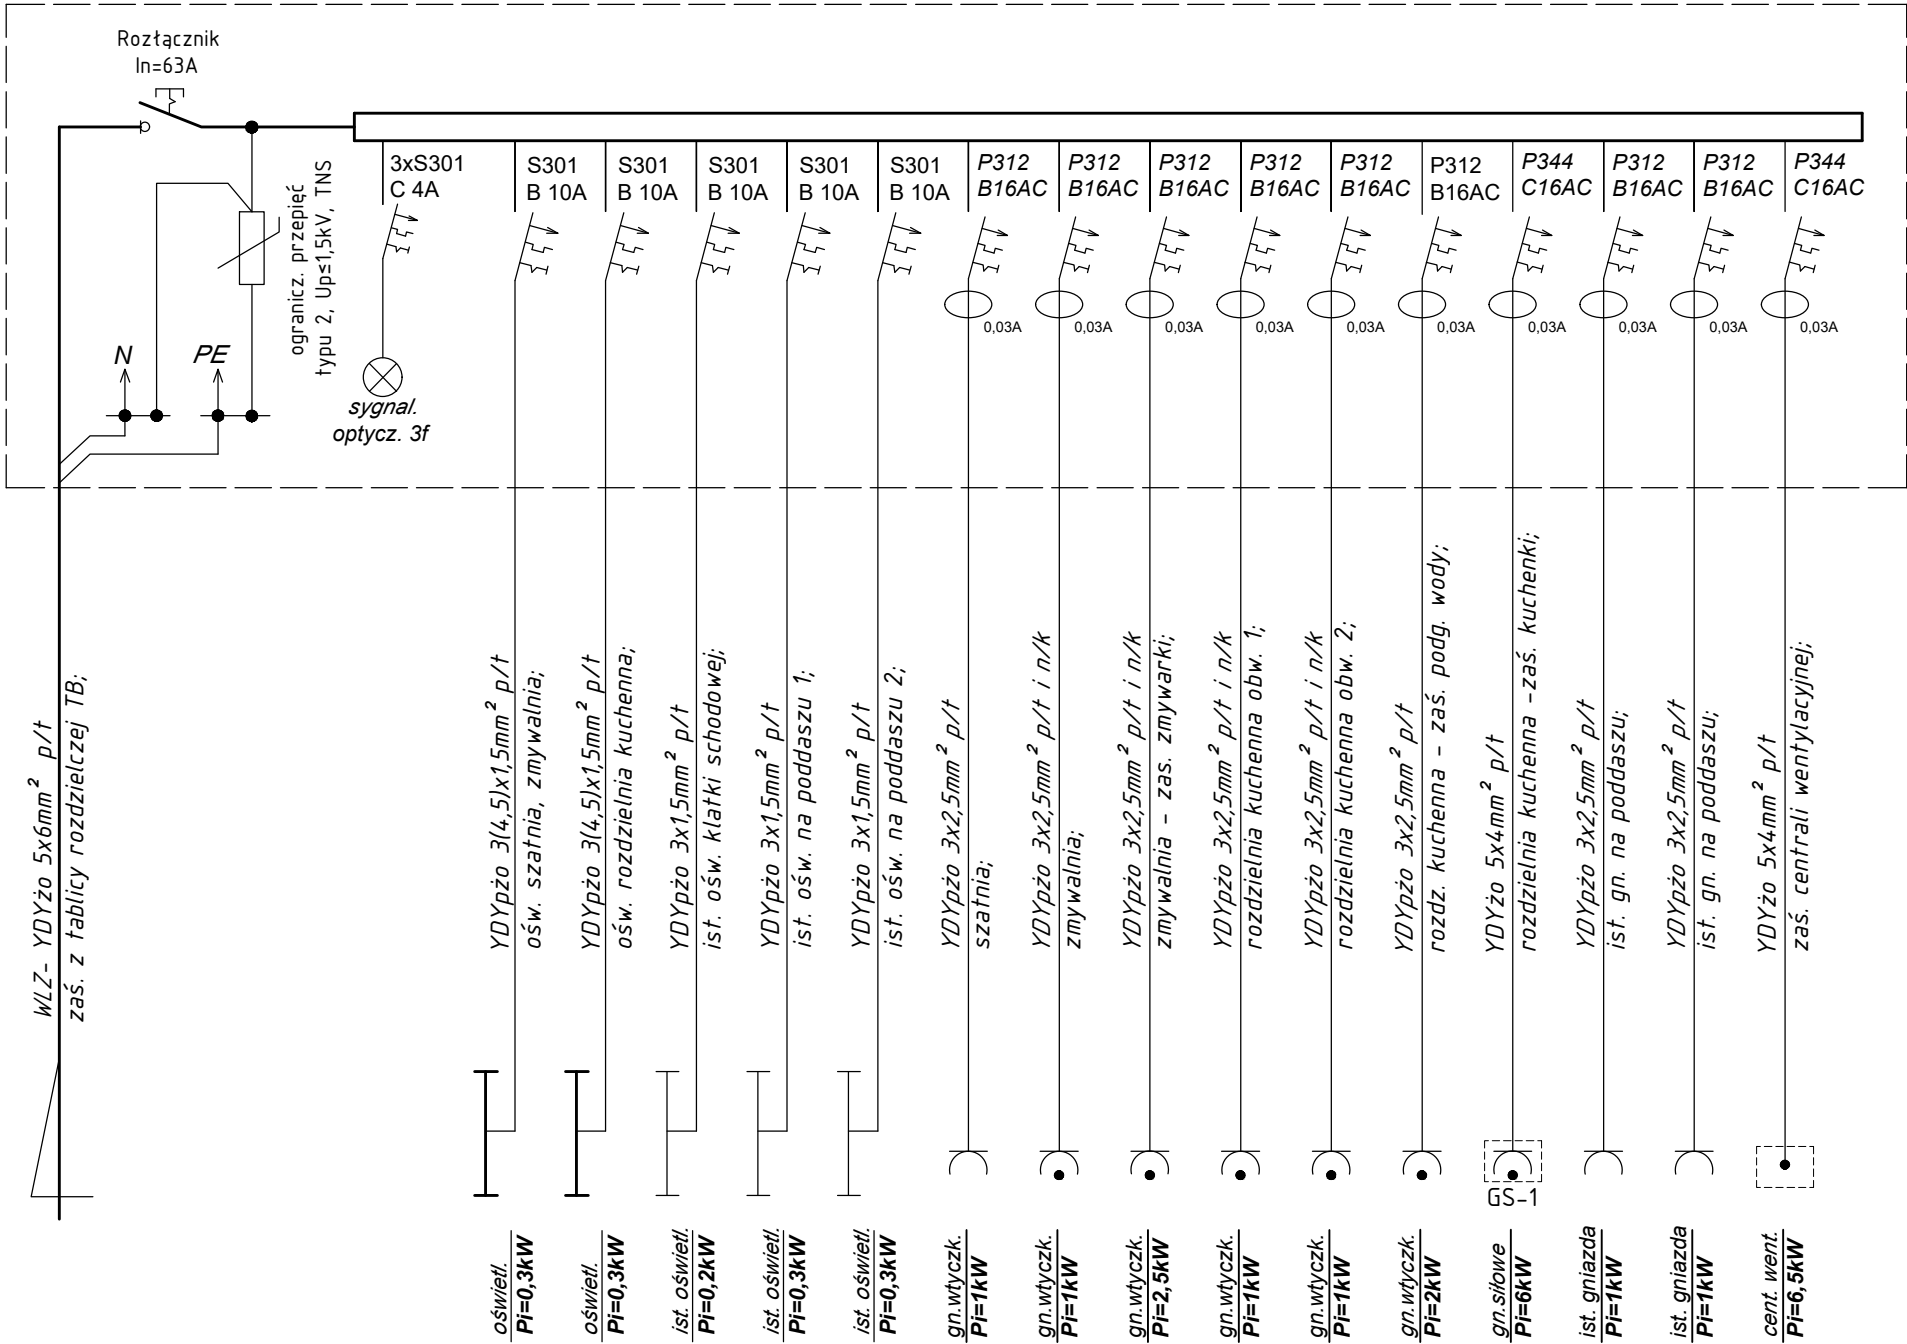 Rozłącznik
In=63A
ogranicz. przepięć
typu 2, Up≤1,5kV, TNS
N
PE
3xS301
C 4A
sygnal.
optycz. 3f
S301
B 10A
S301
B 10A
S301
B 10A
S301
B 10A
S301
B 10A
P312
B16AC
P312
B16AC
P312
B16AC
P312
B16AC
P312
B16AC
P312
B16AC
P344
C16AC
P312
B16AC
P312
B16AC
P344
C16AC
0,03A
0,03A
0,03A
0,03A
0,03A
0,03A
0,03A
0,03A
0,03A
0,03A
WLZ- YDYżo 5x6mm² p/t
zaś. z tablicy rozdzielczej TB;
YDYpżo 3(4,5)x1,5mm² p/t
ośw. szatnia, zmywalnia;
YDYpżo 3(4,5)x1,5mm² p/t
ośw. rozdzielnia kuchenna;
YDYpżo 3x1,5mm² p/t
ist. ośw. klatki schodowej;
YDYpżo 3x1,5mm² p/t
ist. ośw. na poddaszu 1;
YDYpżo 3x1,5mm² p/t
ist. ośw. na poddaszu 2;
YDYpżo 3x2,5mm² p/t
szatnia;
YDYpżo 3x2,5mm² p/t i n/k
zmywalnia;
YDYpżo 3x2,5mm² p/t i n/k
zmywalnia - zas. zmywarki;
YDYpżo 3x2,5mm² p/t i n/k
rozdzielnia kuchenna obw. 1;
YDYpżo 3x2,5mm² p/t i n/k
rozdzielnia kuchenna obw. 2;
YDYpżo 3x2,5mm² p/t
rozdz. kuchenna - zaś. podg. wody;
YDYżo 5x4mm² p/t
rozdzielnia kuchenna -zaś. kuchenki;
YDYpżo 3x2,5mm² p/t
ist. gn. na poddaszu;
YDYpżo 3x2,5mm² p/t
ist. gn. na poddaszu;
YDYżo 5x4mm² p/t
zaś. centrali wentylacyjnej;
GS-1
oświetl.
Pi=0,3kW
oświetl.
Pi=0,3kW
ist. oświetl.
Pi=0,2kW
ist. oświetl.
Pi=0,3kW
ist. oświetl.
Pi=0,3kW
gn.wtyczk.
Pi=1kW
gn.wtyczk.
Pi=1kW
gn.wtyczk.
Pi=2,5kW
gn.wtyczk.
Pi=1kW
gn.wtyczk.
Pi=1kW
gn.wtyczk.
Pi=2kW
gn.siłowe
Pi=6kW
ist. gniazda
Pi=1kW
ist. gniazda
Pi=1kW
cent. went.
Pi=6,5kW